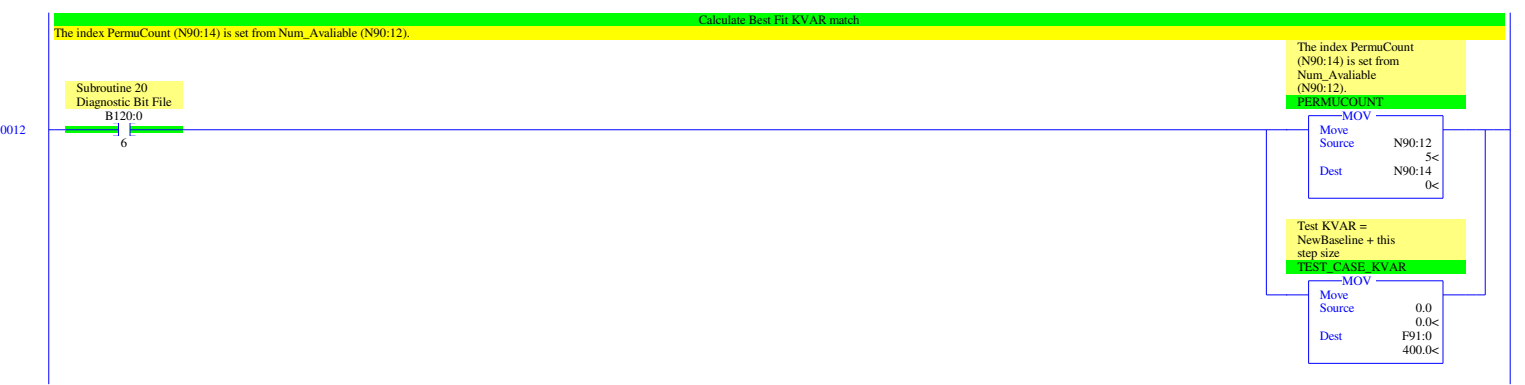 Calculate Best Fit KVAR match
The index PermuCount (N90:14) is set from Num_Avaliable (N90:12).
The index PermuCount
(N90:14) is set from
Num_Avaliable
(N90:12).
PERMUCOUNT
Subroutine 20
Diagnostic Bit File
B120:0
0012
6
MOV
Move
Source N90:12
5<
Dest N90:14
0<
Test KVAR =
NewBaseline + this
step size
TEST_CASE_KVAR
MOV
Move
Source 0.0
0.0<
Dest F91:0
400.0<